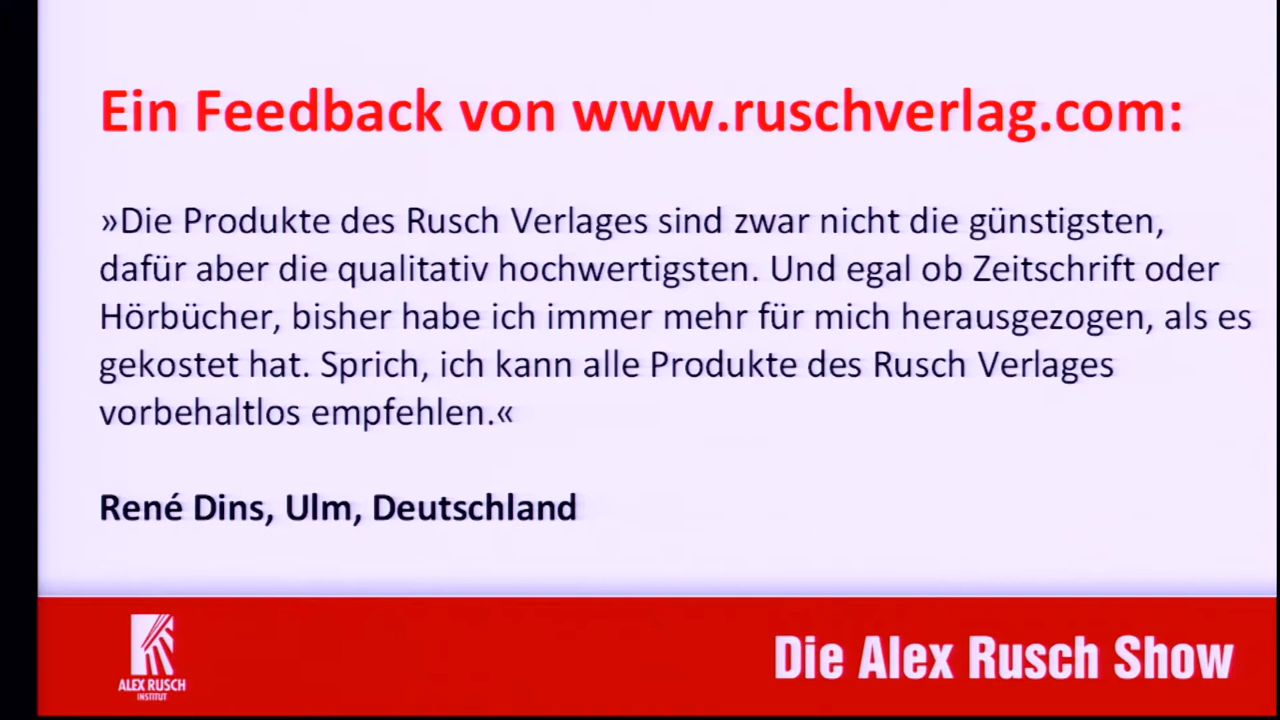 Ein Feedback von www.ruschverlag.com:
»Die Produkte des Rusch Verlages sind zwar nicht die günstigsten,
dafür aber die qualitativ hochwertigsten. Und egal ob Zeitschrift oder
Hörbücher, bisher habe ich immer mehr für mich herausgezogen, als es
gekostet hat. Sprich, ich kann alle Produkte des Rusch Verlages
vorbehaltlos empfehlen.«
René Dins, Ulm, Deutschland
ALEX RUSCH
INSTITUT
Die Alex Rusch Show